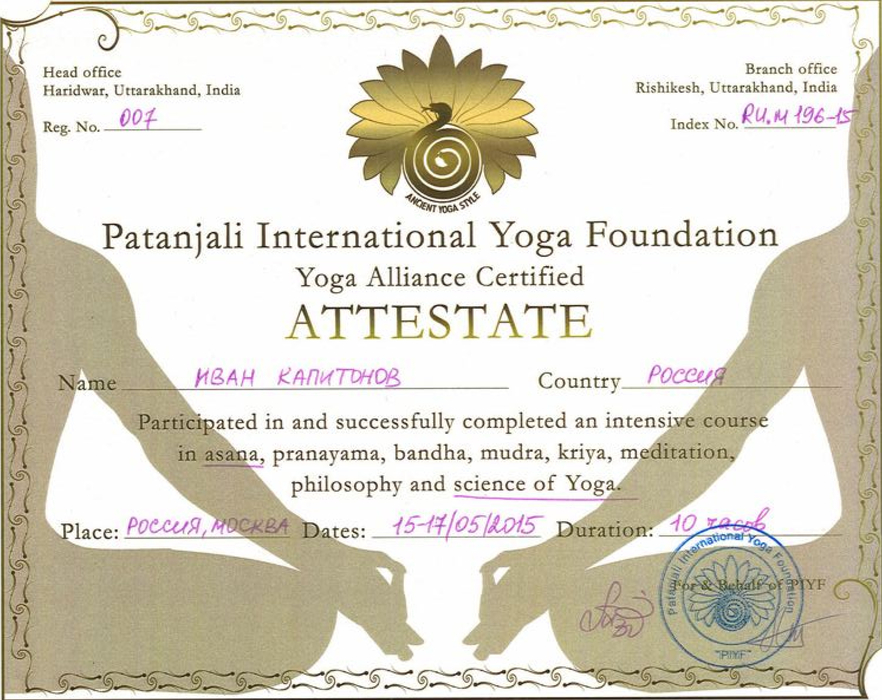 Head office
Haridwar, Uttarakhand, India
Reg. No. 007
Branch office
Rishikesh, Uttarakhand, India
Index No. RU.M 196-15
ANCIENT YOGA STYLE
Patanjali International Yoga Foundation
Yoga Alliance Certified
ATTESTATE
Name ИВАН КАПИТОНОВ Country РОССИЯ
Participated in and successfully completed an intensive course
in asana, pranayama, bandha, mudra, kriya, meditation,
philosophy and science of Yoga.
Place: РОССИЯ, МОСКВА Dates: 15-17/05/2015 Duration: 10 часов
For & Behalf of PIYF
Patanjali International Yoga Foundation
"PIYF"